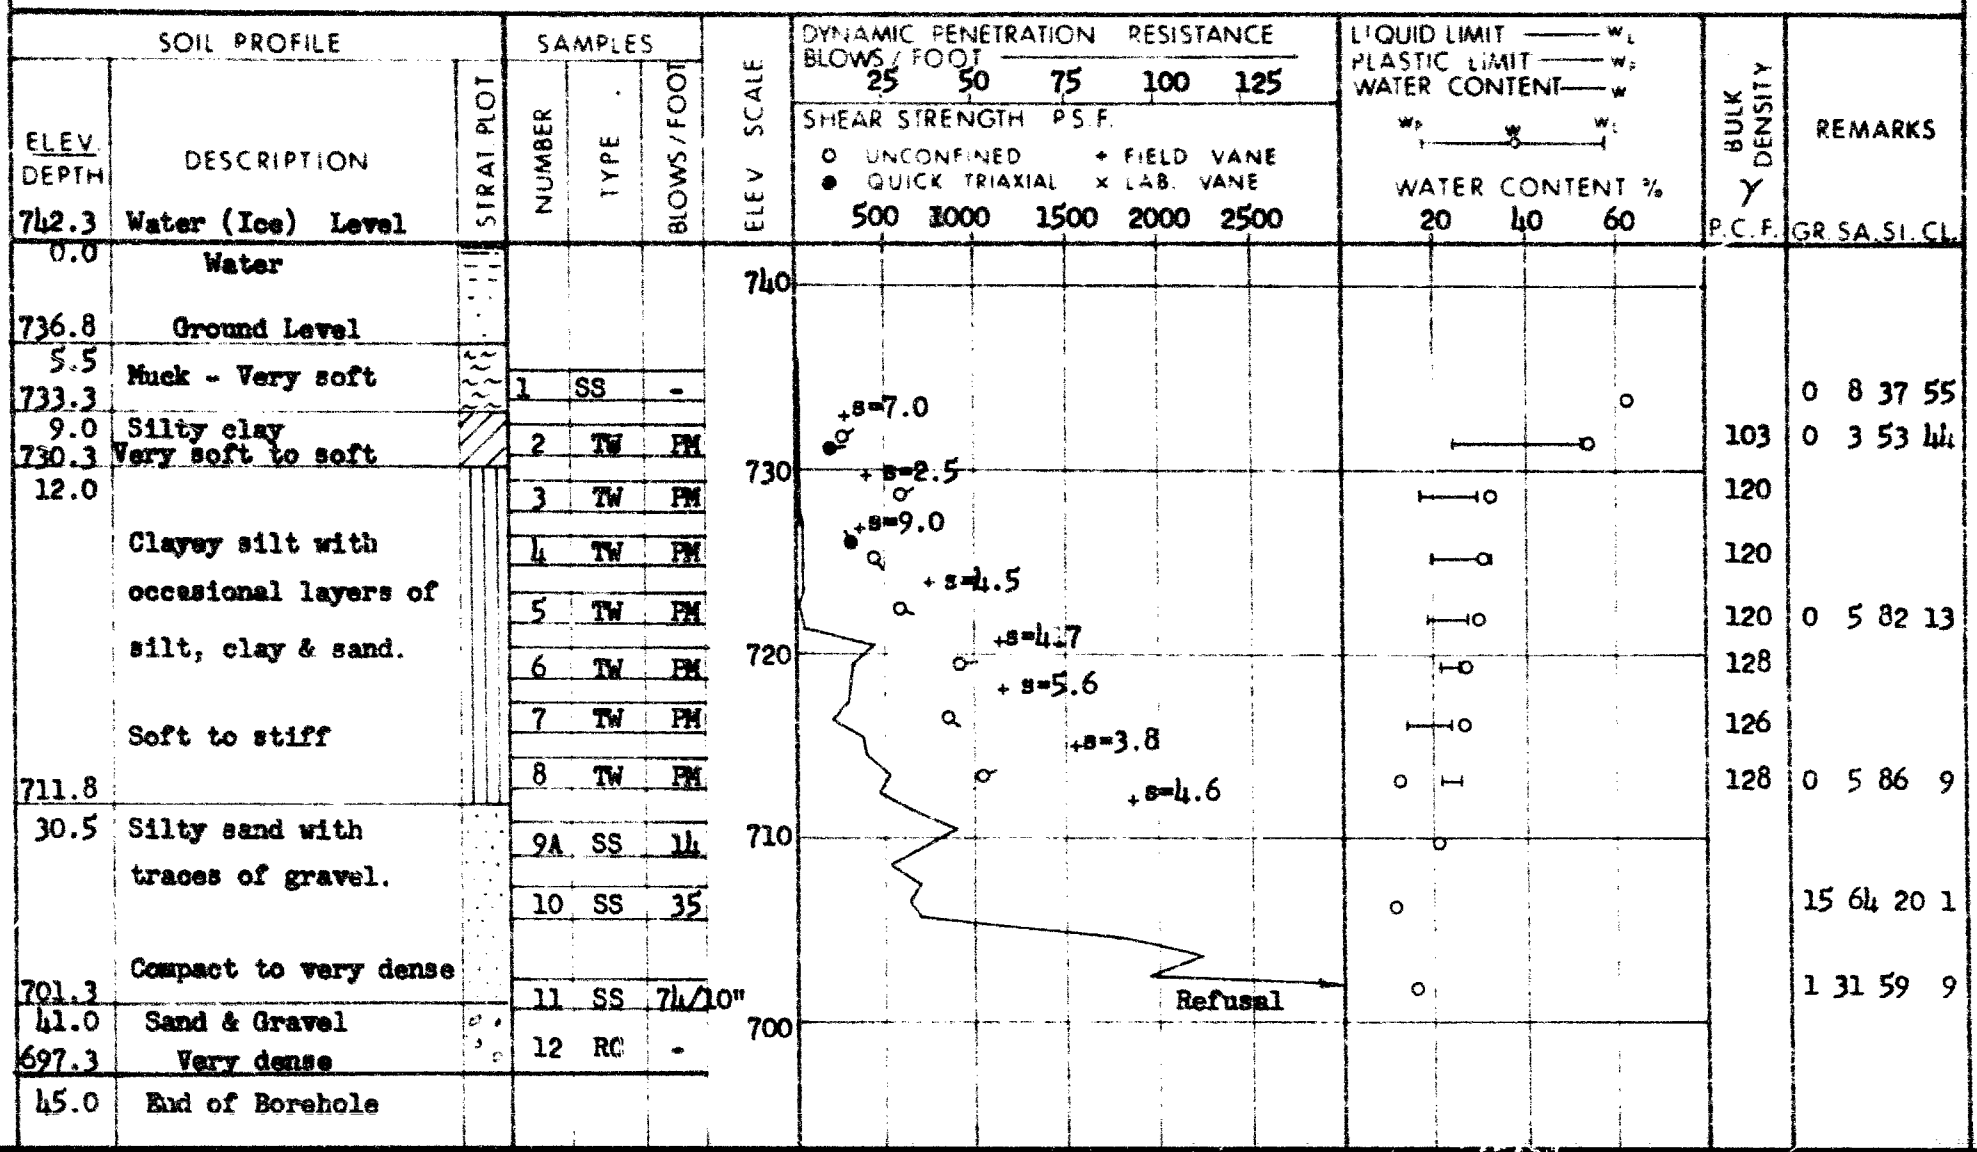 SOIL PROFILE
SAMPLES
DYNAMIC PENETRATION RESISTANCE
BLOWS / FOOT
25 50 75 100 125
SHEAR STRENGTH P.S.F.
O UNCONFINED + FIELD VANE
● QUICK TRIAXIAL x LAB. VANE
500 1000 1500 2000 2500
LIQUID LIMIT — wL
PLASTIC LIMIT — wP
WATER CONTENT — w
wP w wL
WATER CONTENT %
20 40 60
BULK DENSITY
γ
P.C.F.
REMARKS
GR. SA. SI. CL.
ELEV.
DEPTH
DESCRIPTION
STRAT PLOT
NUMBER
TYPE
BLOWS / FOOT
ELEV SCALE
742.3 Water (Ice) Level
0.0 Water
740
736.8 Ground Level
5.5 Muck - Very soft
733.3
1 SS - 0 8 37 55
s=7.0
9.0 Silty clay
Very soft to soft
730.3
2 TW PM 103 0 3 53 44
730
s=2.5
12.0
3 TW PM 120
s=9.0
Clayey silt with
4 TW PM 120
s=4.5
occasional layers of
5 TW PM 120 0 5 82 13
s=4.7
silt, clay & sand.
720
6 TW PM 128
s=5.6
7 TW PM 126
Soft to stiff
s=3.8
8 TW PM 128 0 5 86 9
s=4.6
711.8
30.5 Silty sand with
710
9A SS 14
traces of gravel.
10 SS 35 15 64 20 1
Compact to very dense
701.3
11 SS 74/10" 1 31 59 9
Refusal
41.0 Sand & Gravel
700
Very dense
697.3
12 RC -
45.0 End of Borehole